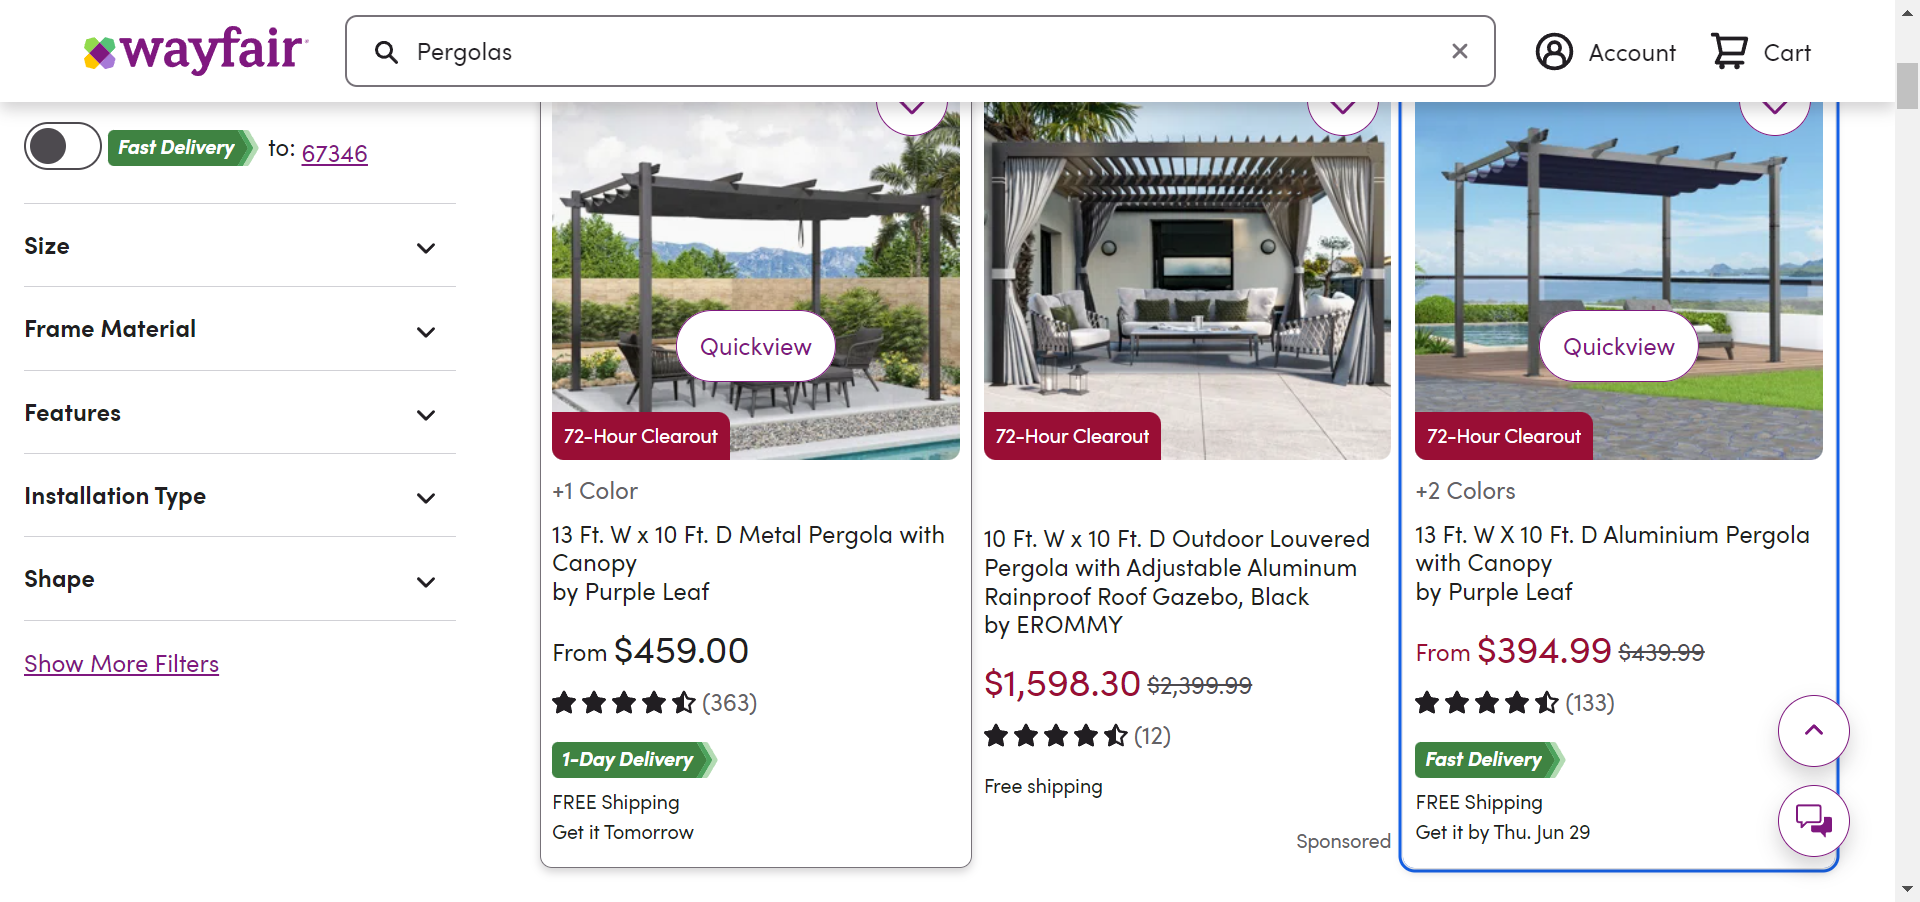 wayfair
Pergolas
Account
Cart
Fast Delivery to: 67346
Size
Frame Material
Features
Installation Type
Shape
Show More Filters
Quickview
72-Hour Clearout
+1 Color
13 Ft. W x 10 Ft. D Metal Pergola with
Canopy
by Purple Leaf
From $459.00
(363)
1-Day Delivery
FREE Shipping
Get it Tomorrow
72-Hour Clearout
10 Ft. W x 10 Ft. D Outdoor Louvered
Pergola with Adjustable Aluminum
Rainproof Roof Gazebo, Black
by EROMMY
$1,598.30 $2,399.99
(12)
Free shipping
Sponsored
Quickview
72-Hour Clearout
+2 Colors
13 Ft. W X 10 Ft. D Aluminium Pergola
with Canopy
by Purple Leaf
From $394.99 $439.99
(133)
Fast Delivery
FREE Shipping
Get it by Thu. Jun 29